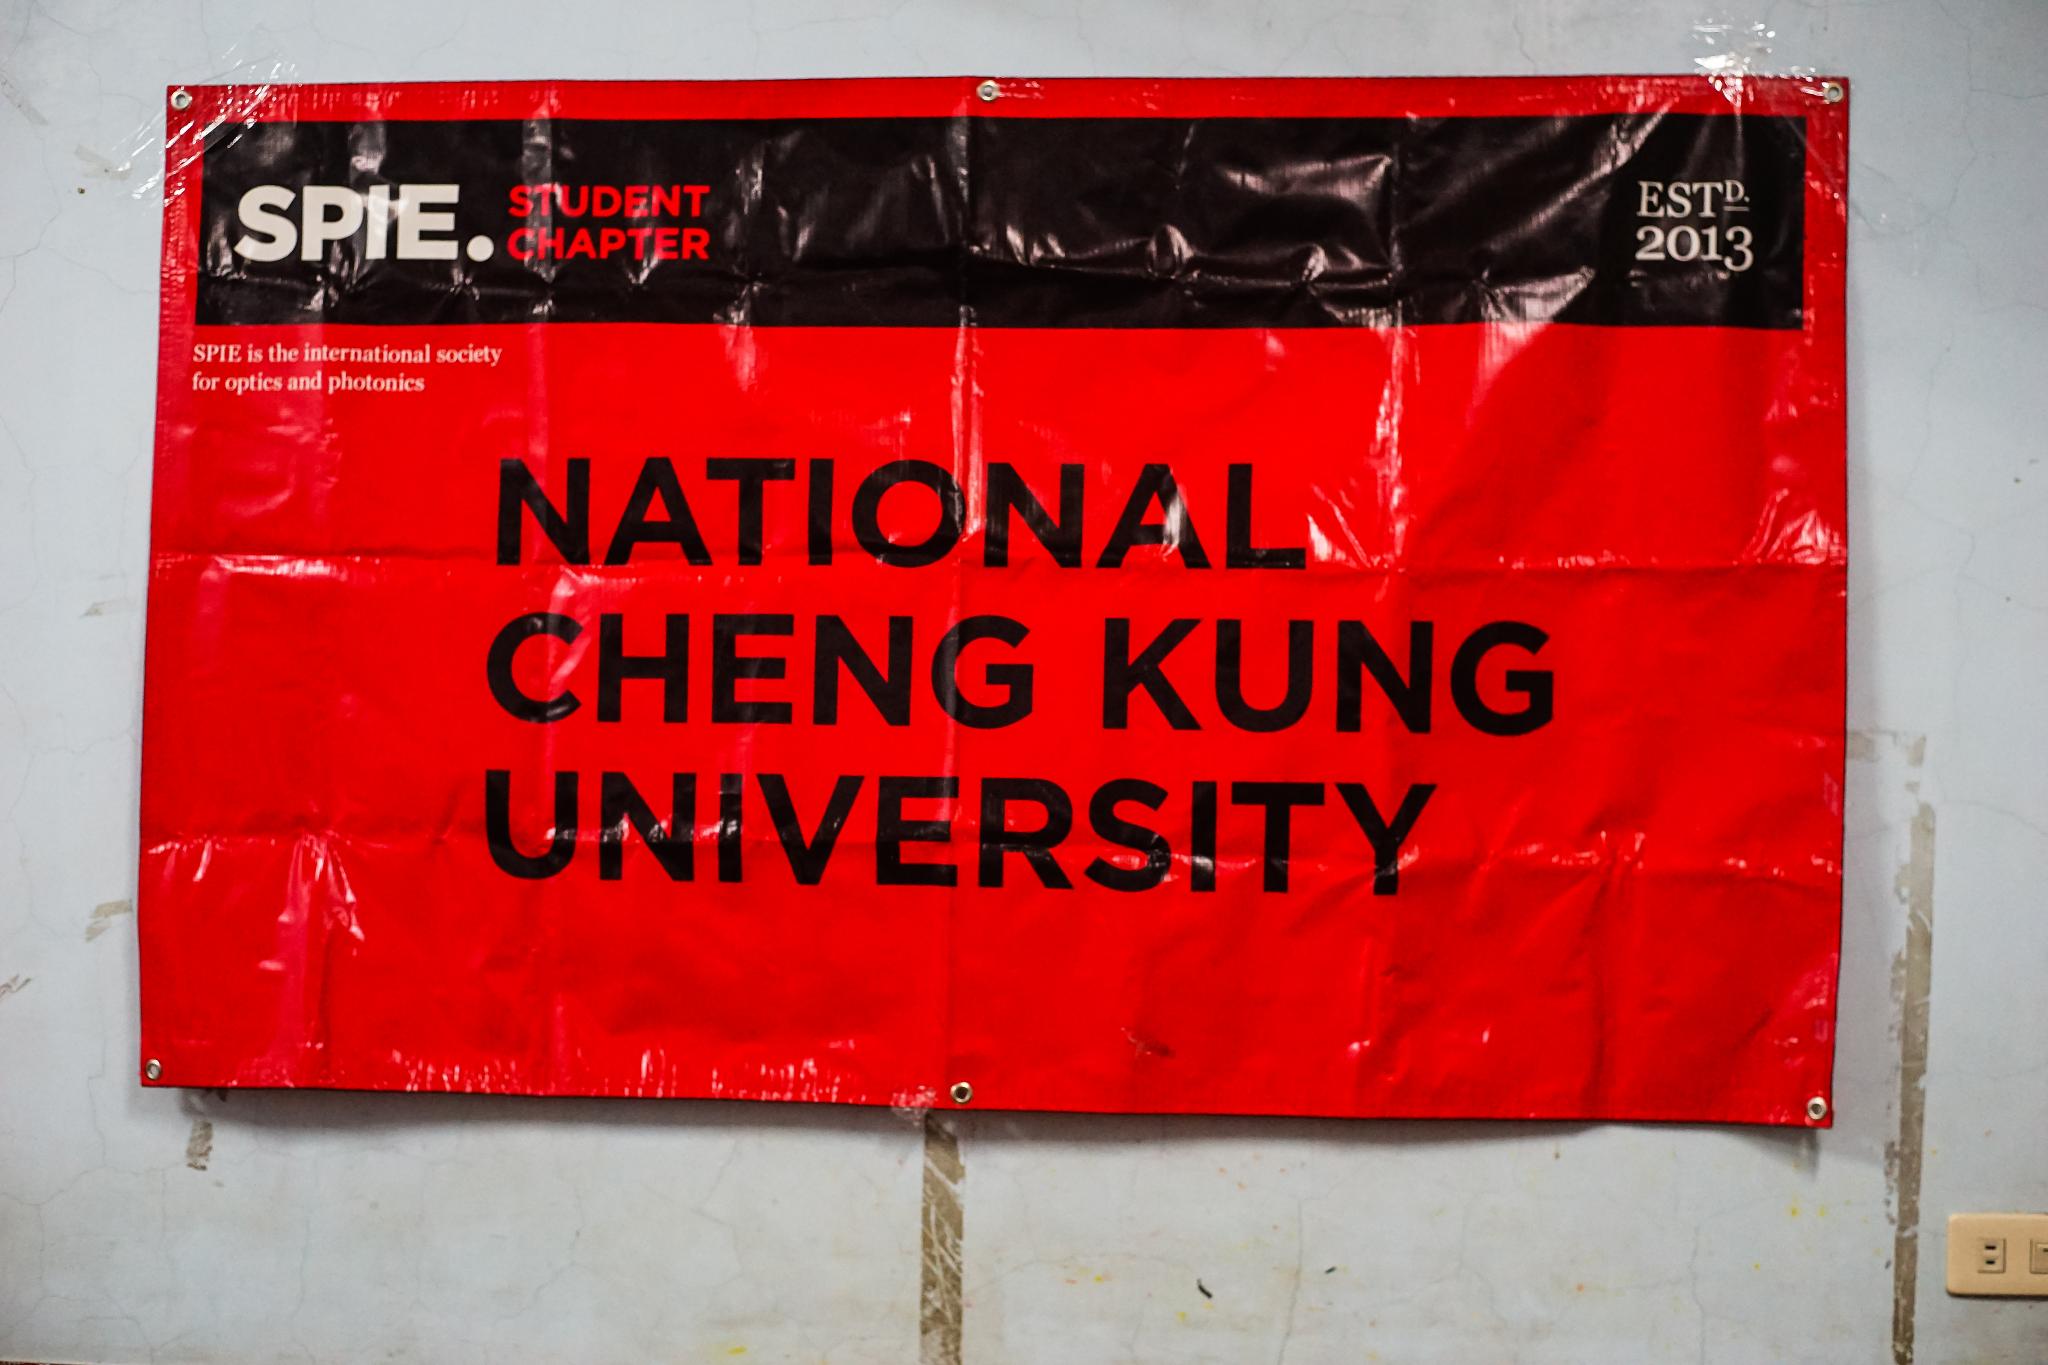 SPIE. STUDENT CHAPTER
ESTD. 2013
SPIE is the international society
for optics and photonics
NATIONAL
CHENG KUNG
UNIVERSITY